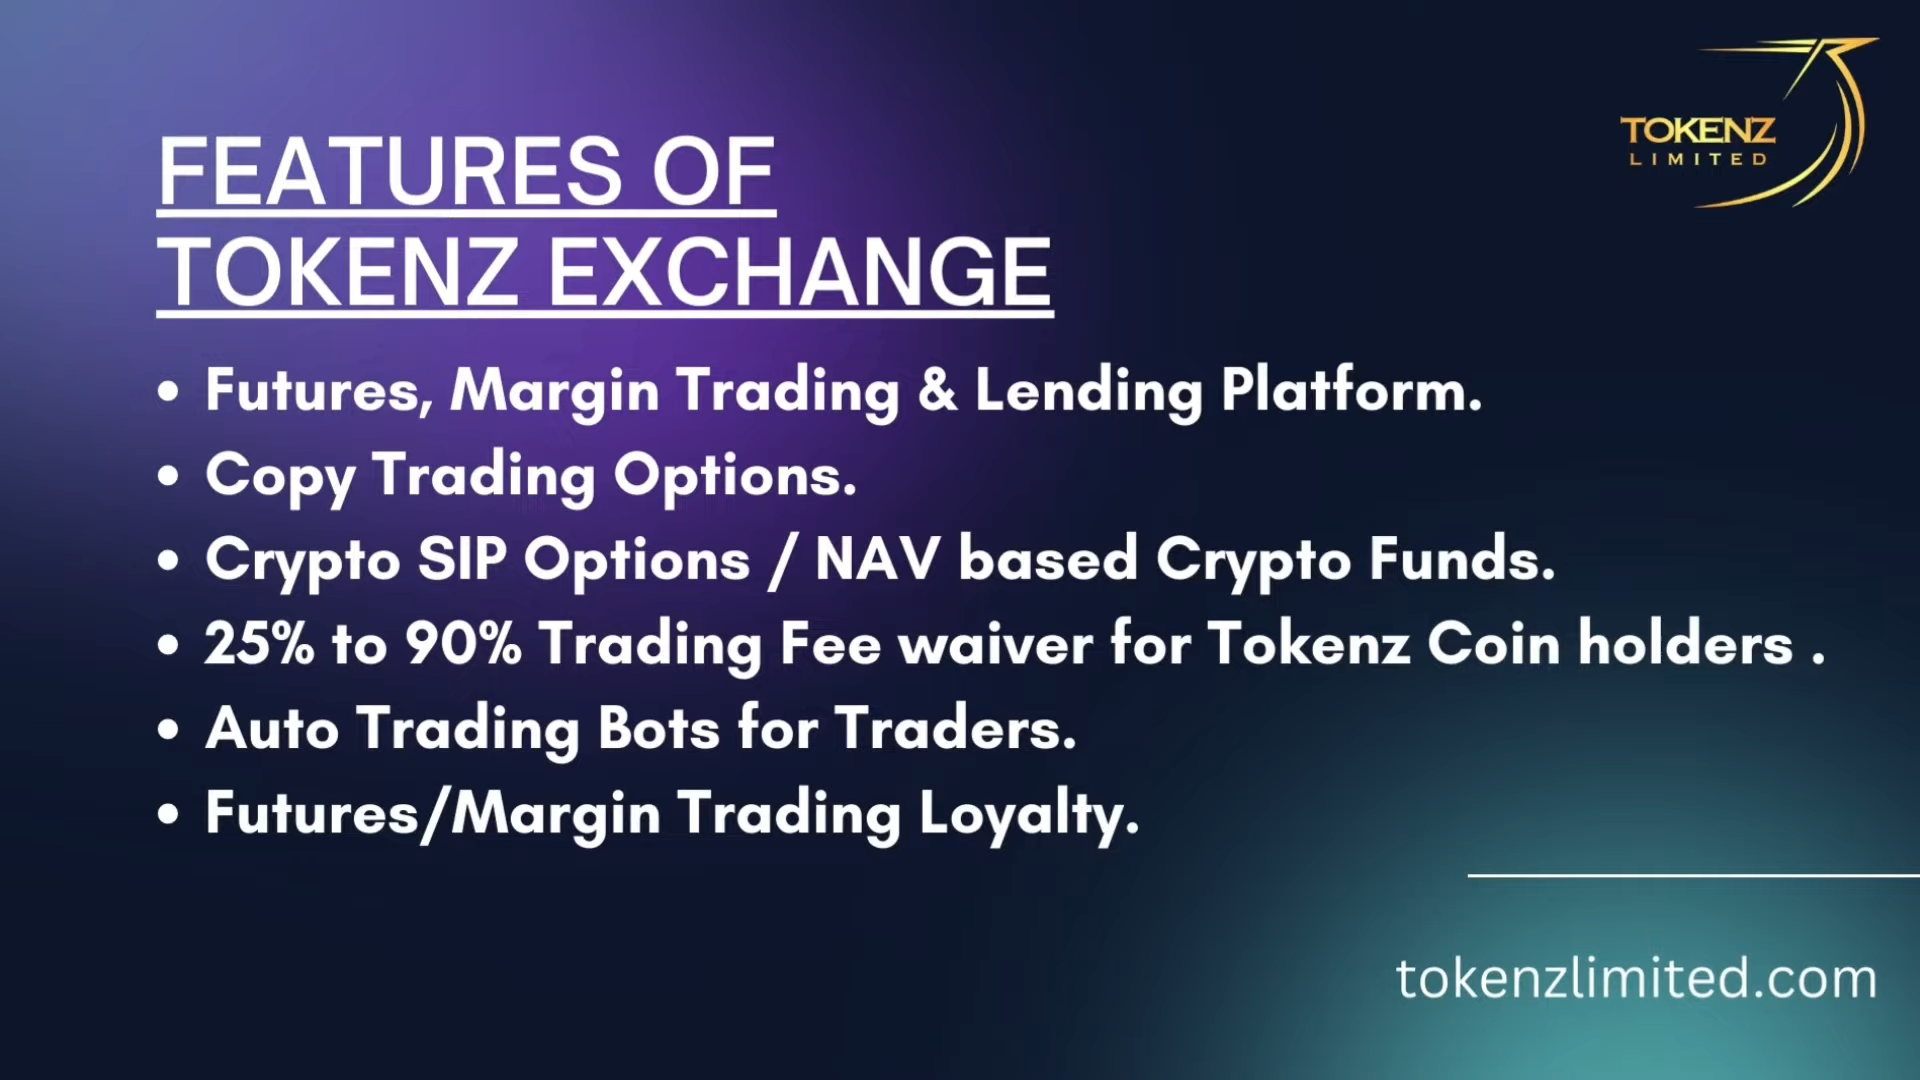 TOKENZ
LIMITED
FEATURES OF
TOKENZ EXCHANGE
• Futures, Margin Trading & Lending Platform.
• Copy Trading Options.
• Crypto SIP Options / NAV based Crypto Funds.
• 25% to 90% Trading Fee waiver for Tokenz Coin holders .
• Auto Trading Bots for Traders.
• Futures/Margin Trading Loyalty.
tokenzlimited.com